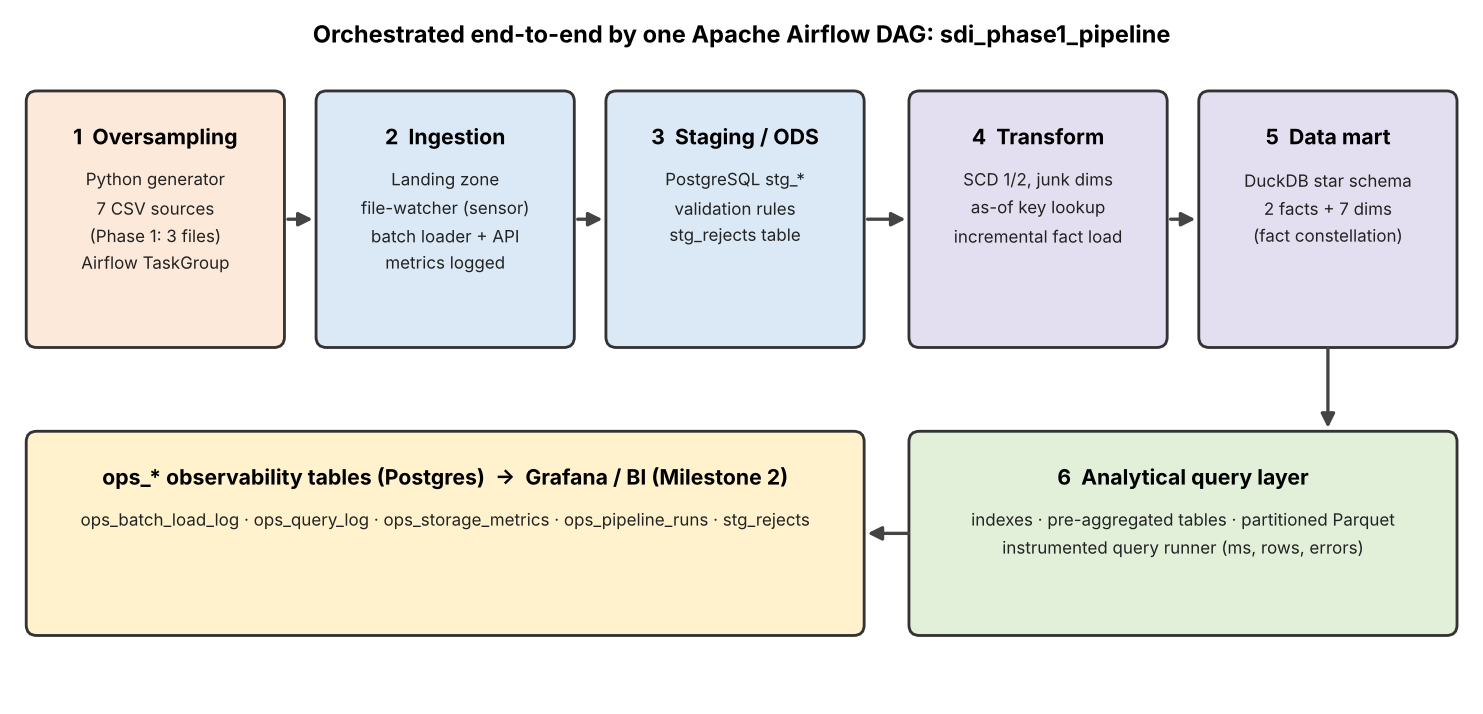 Orchestrated end-to-end by one Apache Airflow DAG: sdi_phase1_pipeline
1 Oversampling
Python generator
7 CSV sources
(Phase 1: 3 files)
Airflow TaskGroup
2 Ingestion
Landing zone
file-watcher (sensor)
batch loader + API
metrics logged
3 Staging / ODS
PostgreSQL stg_*
validation rules
stg_rejects table
4 Transform
SCD 1/2, junk dims
as-of key lookup
incremental fact load
5 Data mart
DuckDB star schema
2 facts + 7 dims
(fact constellation)
6 Analytical query layer
indexes · pre-aggregated tables · partitioned Parquet
instrumented query runner (ms, rows, errors)
ops_* observability tables (Postgres) → Grafana / BI (Milestone 2)
ops_batch_load_log · ops_query_log · ops_storage_metrics · ops_pipeline_runs · stg_rejects